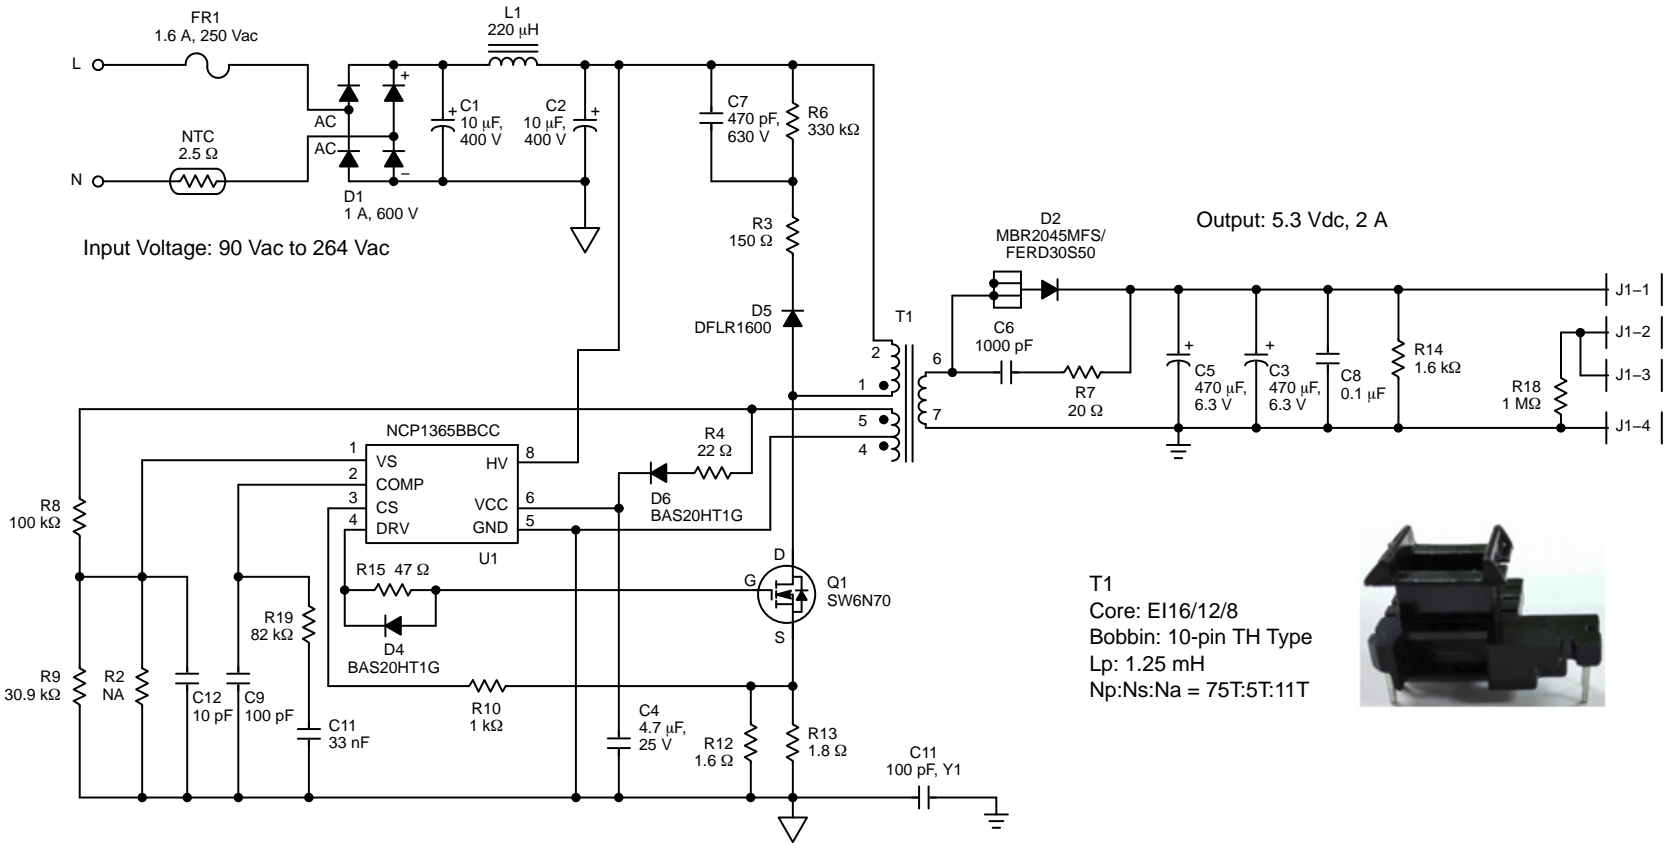 FR1
1.6 A, 250 Vac
L
NTC
2.5 Ω
N
AC
AC
+
−
D1
1 A, 600 V
Input Voltage: 90 Vac to 264 Vac
L1
220 μH
+
C1
10 μF,
400 V
C2
10 μF,
400 V
+
C7
470 pF,
630 V
R6
330 kΩ
R3
150 Ω
D5
DFLR1600
T1
2
1
5
4
6
7
D2
MBR2045MFS/
FERD30S50
Output: 5.3 Vdc, 2 A
C6
1000 pF
R7
20 Ω
+
C5
470 μF,
6.3 V
+
C3
470 μF,
6.3 V
C8
0.1 μF
R14
1.6 kΩ
R18
1 MΩ
J1−1
J1−2
J1−3
J1−4
NCP1365BBCC
1
VS
2
COMP
3
CS
4
DRV
8
HV
6
VCC
5
GND
U1
R4
22 Ω
D6
BAS20HT1G
R8
100 kΩ
R15 47 Ω
D4
BAS20HT1G
D
G
S
Q1
SW6N70
R9
30.9 kΩ
R2
NA
C12
10 pF
C9
100 pF
R19
82 kΩ
C11
33 nF
R10
1 kΩ
C4
4.7 μF,
25 V
R12
1.6 Ω
R13
1.8 Ω
C11
100 pF, Y1
T1
Core: EI16/12/8
Bobbin: 10-pin TH Type
Lp: 1.25 mH
Np:Ns:Na = 75T:5T:11T